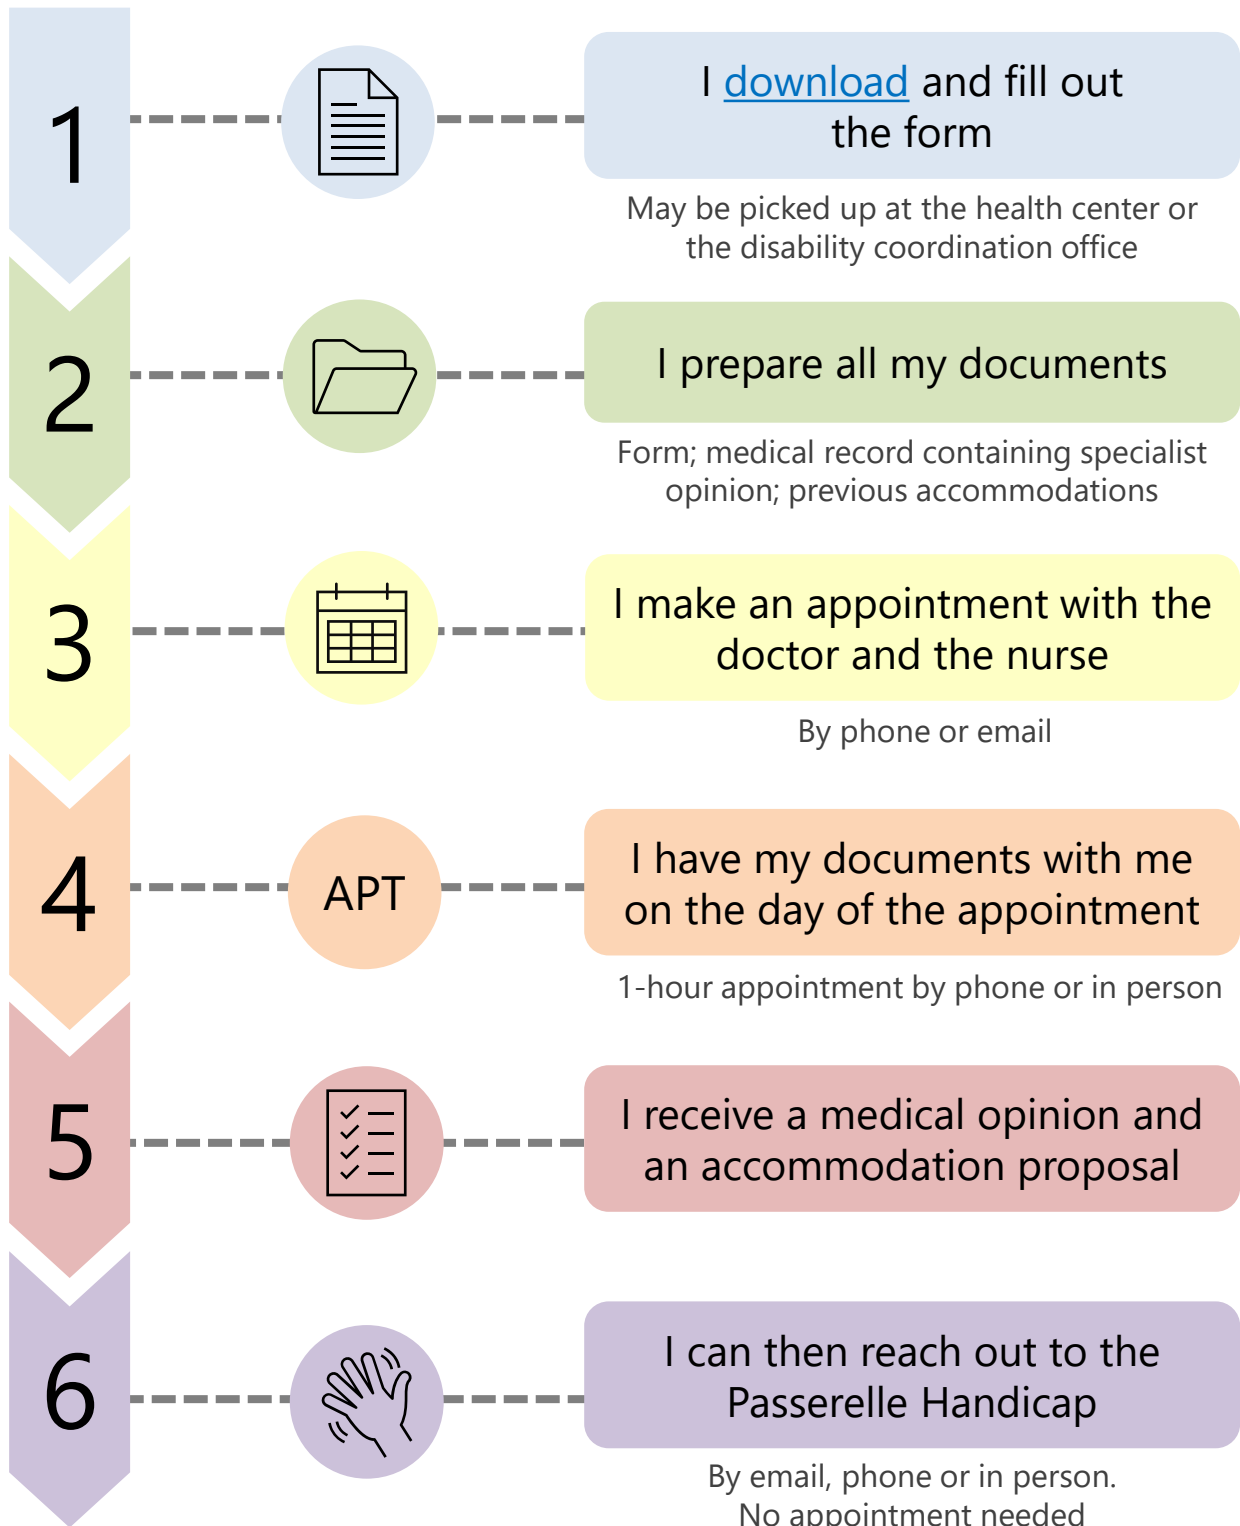 1
I download and fill out
the form
May be picked up at the health center or
the disability coordination office
2
I prepare all my documents
Form; medical record containing specialist
opinion; previous accommodations
3
I make an appointment with the
doctor and the nurse
By phone or email
4
APT
I have my documents with me
on the day of the appointment
1-hour appointment by phone or in person
5
I receive a medical opinion and
an accommodation proposal
6
I can then reach out to the
Passerelle Handicap
By email, phone or in person.
No appointment needed